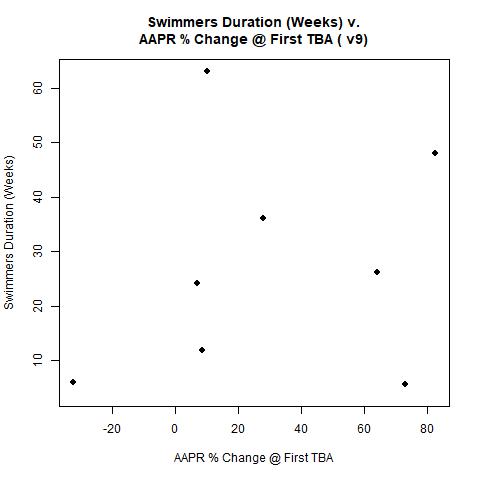 Swimmers Duration (Weeks) v.
AAPR % Change @ First TBA ( v9)
Swimmers Duration (Weeks)
60
50
40
30
20
10
-20 0 20 40 60 80
AAPR % Change @ First TBA